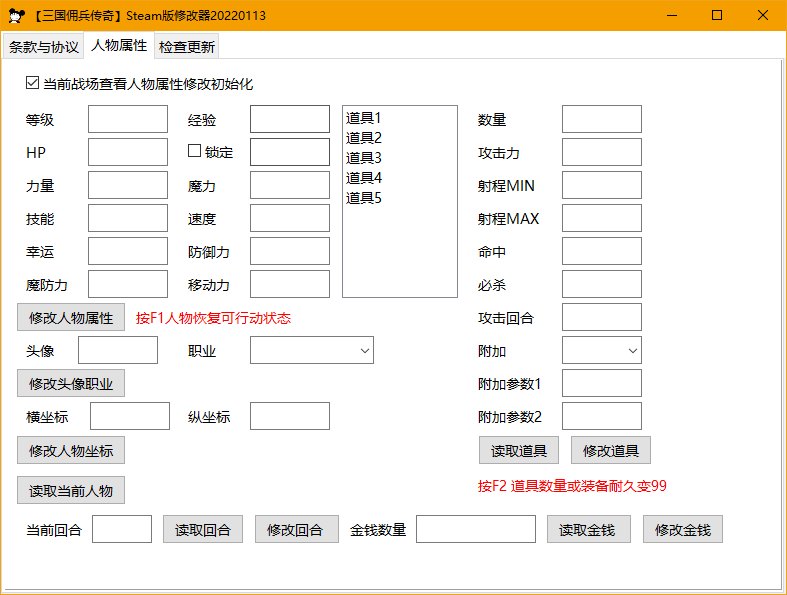 【三国佣兵传奇】Steam版修改器20220113
条款与协议 人物属性 检查更新
当前战场查看人物属性修改初始化
等级 经验 道具1 数量
道具2
HP 锁定 攻击力
道具3
力量 魔力 道具4 射程MIN
道具5
技能 速度 射程MAX
幸运 防御力 命中
魔防力 移动力 必杀
修改人物属性 按F1人物恢复可行动状态 攻击回合
头像 职业 附加
修改头像职业 附加参数1
横坐标 纵坐标 附加参数2
修改人物坐标 读取道具 修改道具
读取当前人物 按F2 道具数量或装备耐久变99
当前回合 读取回合 修改回合 金钱数量 读取金钱 修改金钱